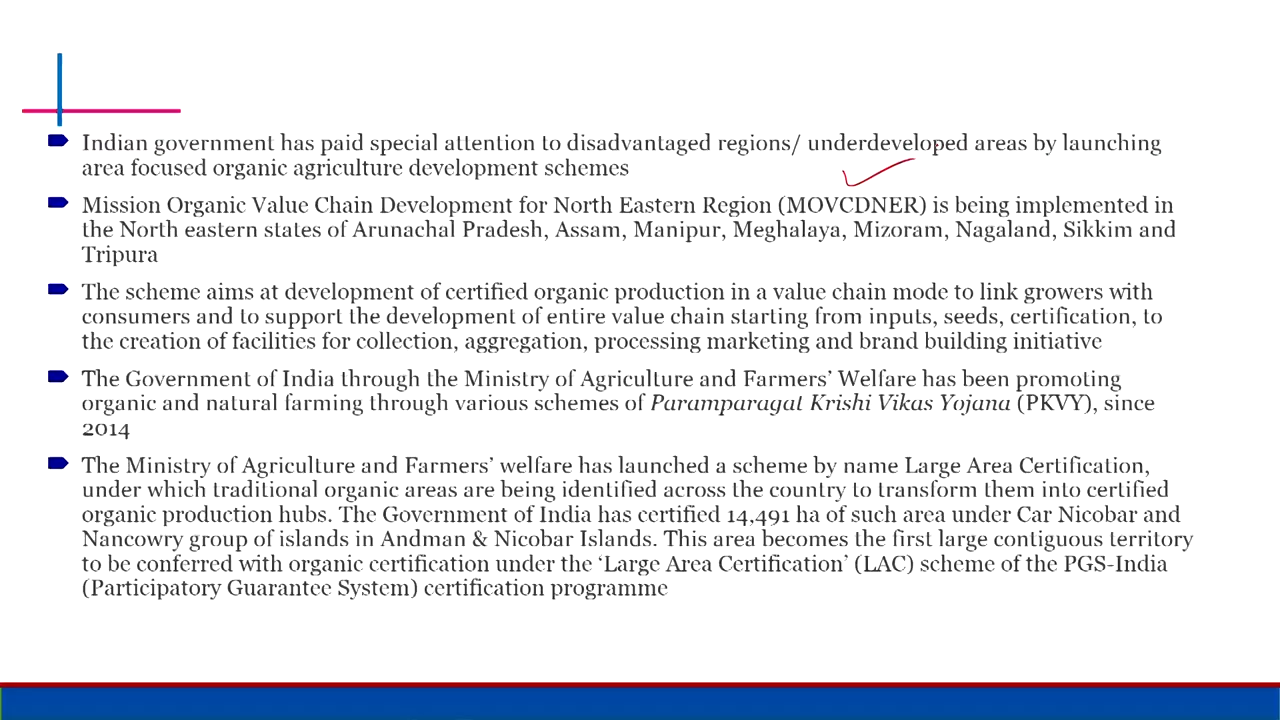 Indian government has paid special attention to disadvantaged regions/ underdeveloped areas by launching
area focused organic agriculture development schemes
Mission Organic Value Chain Development for North Eastern Region (MOVCDNER) is being implemented in
the North eastern states of Arunachal Pradesh, Assam, Manipur, Meghalaya, Mizoram, Nagaland, Sikkim and
Tripura
The scheme aims at development of certified organic production in a value chain mode to link growers with
consumers and to support the development of entire value chain starting from inputs, seeds, certification, to
the creation of facilities for collection, aggregation, processing marketing and brand building initiative
The Government of India through the Ministry of Agriculture and Farmers’ Welfare has been promoting
organic and natural farming through various schemes of Paramparagat Krishi Vikas Yojana (PKVY), since
2014
The Ministry of Agriculture and Farmers’ welfare has launched a scheme by name Large Area Certification,
under which traditional organic areas are being identified across the country to transform them into certified
organic production hubs. The Government of India has certified 14,491 ha of such area under Car Nicobar and
Nancowry group of islands in Andman & Nicobar Islands. This area becomes the first large contiguous territory
to be conferred with organic certification under the ‘Large Area Certification’ (LAC) scheme of the PGS-India
(Participatory Guarantee System) certification programme